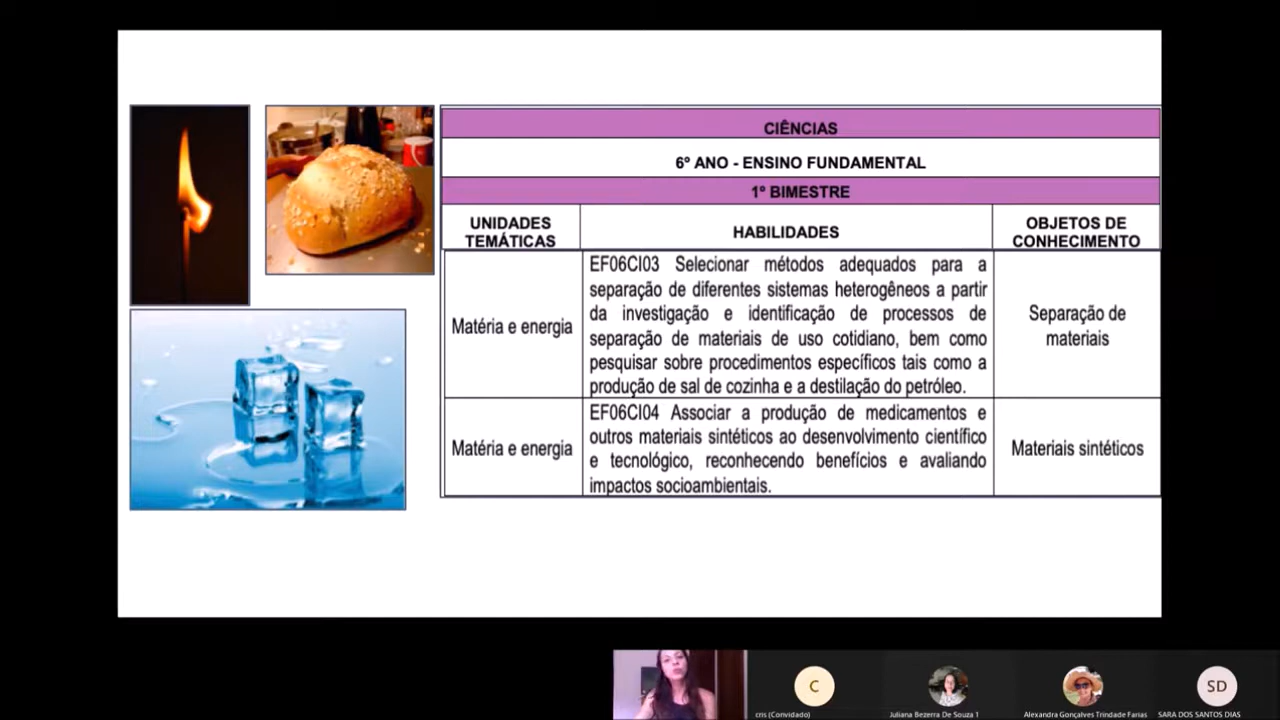 CIÊNCIAS
6º ANO - ENSINO FUNDAMENTAL
1º BIMESTRE
UNIDADES
TEMÁTICAS
HABILIDADES
OBJETOS DE
CONHECIMENTO
Matéria e energia
EF06CI03 Selecionar métodos adequados para a
separação de diferentes sistemas heterogêneos a partir
da investigação e identificação de processos de
separação de materiais de uso cotidiano, bem como
pesquisar sobre procedimentos específicos tais como a
produção de sal de cozinha e a destilação do petróleo.
Separação de
materiais
Matéria e energia
EF06CI04 Associar a produção de medicamentos e
outros materiais sintéticos ao desenvolvimento científico
e tecnológico, reconhecendo benefícios e avaliando
impactos socioambientais.
Materiais sintéticos
C
SD
cris (Convidado)
Juliana Bezerra De Souza 1
Alexandra Gonçalves Trindade Farias
SARA DOS SANTOS DIAS